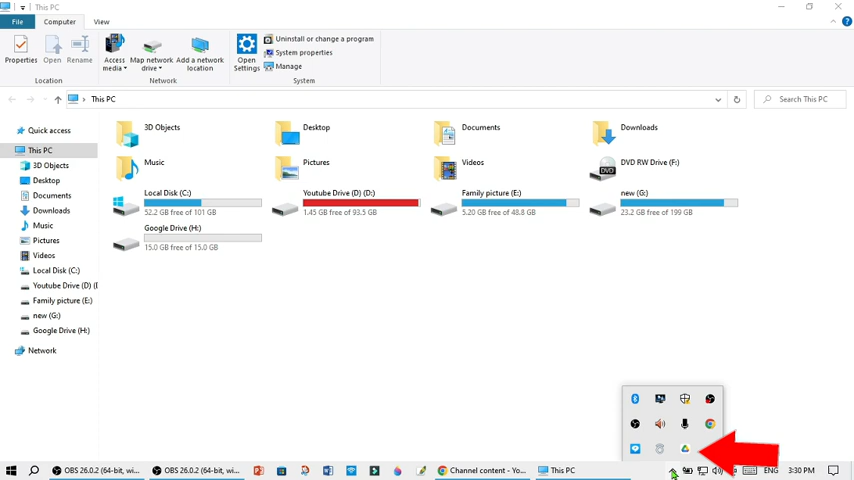 This PC
File Computer View
Properties Open Rename Access media Map network drive Add a network location Open Settings Uninstall or change a program
System properties
Manage
Location Network System
This PC Search This PC
Quick access
This PC
3D Objects
Desktop
Documents
Downloads
Music
Pictures
Videos
Local Disk (C:)
Youtube Drive (D) (
Family picture (E:)
new (G:)
Google Drive (H:)
Network
3D Objects Desktop Documents Downloads
Music Pictures Videos DVD RW Drive (F:)
DVD
Local Disk (C:) Youtube Drive (D) (D:) Family picture (E:) new (G:)
52.2 GB free of 101 GB 1.45 GB free of 93.5 GB 5.20 GB free of 48.8 GB 23.2 GB free of 199 GB
Google Drive (H:)
15.0 GB free of 15.0 GB
OBS 26.0.2 (64-bit, wi... OBS 26.0.2 (64-bit, wi... Channel content - Yo... This PC ENG 3:30 PM